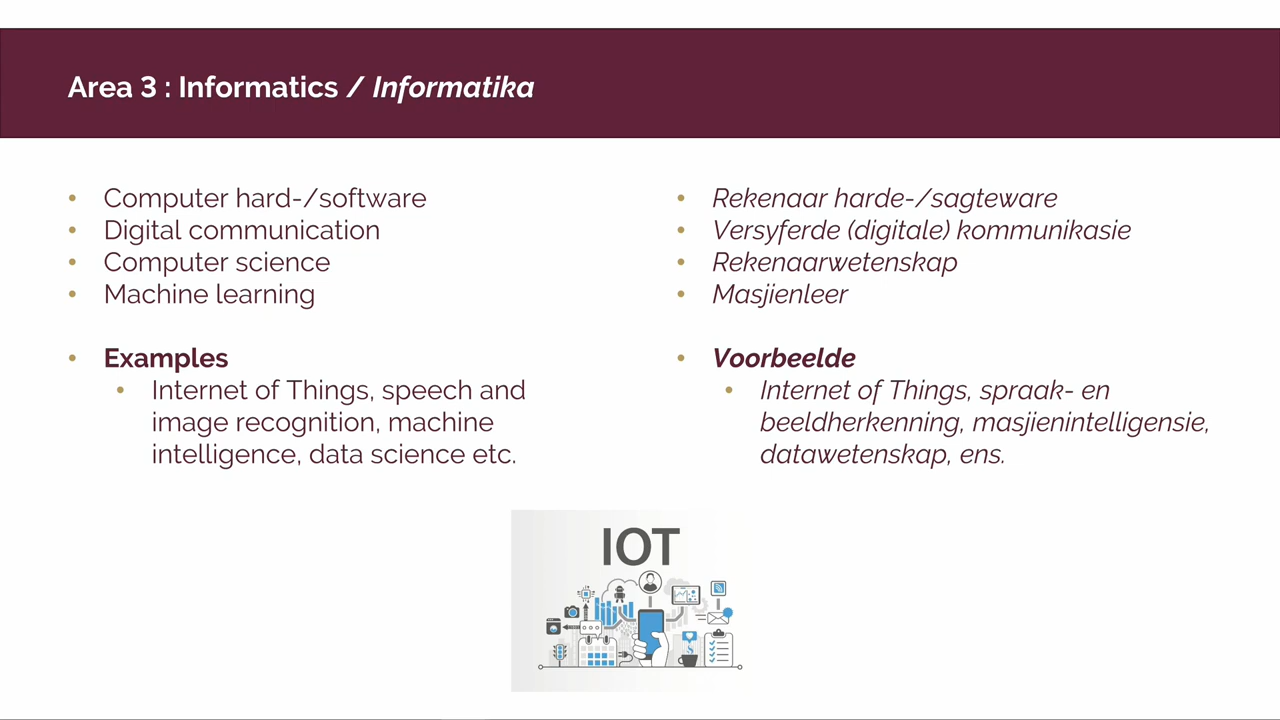 Area 3 : Informatics / Informatika
• Computer hard-/software
• Digital communication
• Computer science
• Machine learning
• Examples
• Internet of Things, speech and
image recognition, machine
intelligence, data science etc.
• Rekenaar harde-/sagteware
• Versyferde (digitale) kommunikasie
• Rekenaarwetenskap
• Masjienleer
• Voorbeelde
• Internet of Things, spraak- en
beeldherkenning, masjienintelligensie,
datawetenskap, ens.
IOT